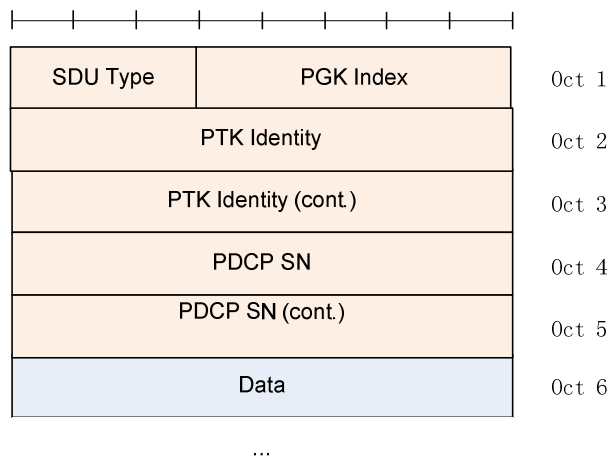 SDU Type PGK Index Oct 1
PTK Identity Oct 2
PTK Identity (cont.) Oct 3
PDCP SN Oct 4
PDCP SN (cont.) Oct 5
Data Oct 6
...